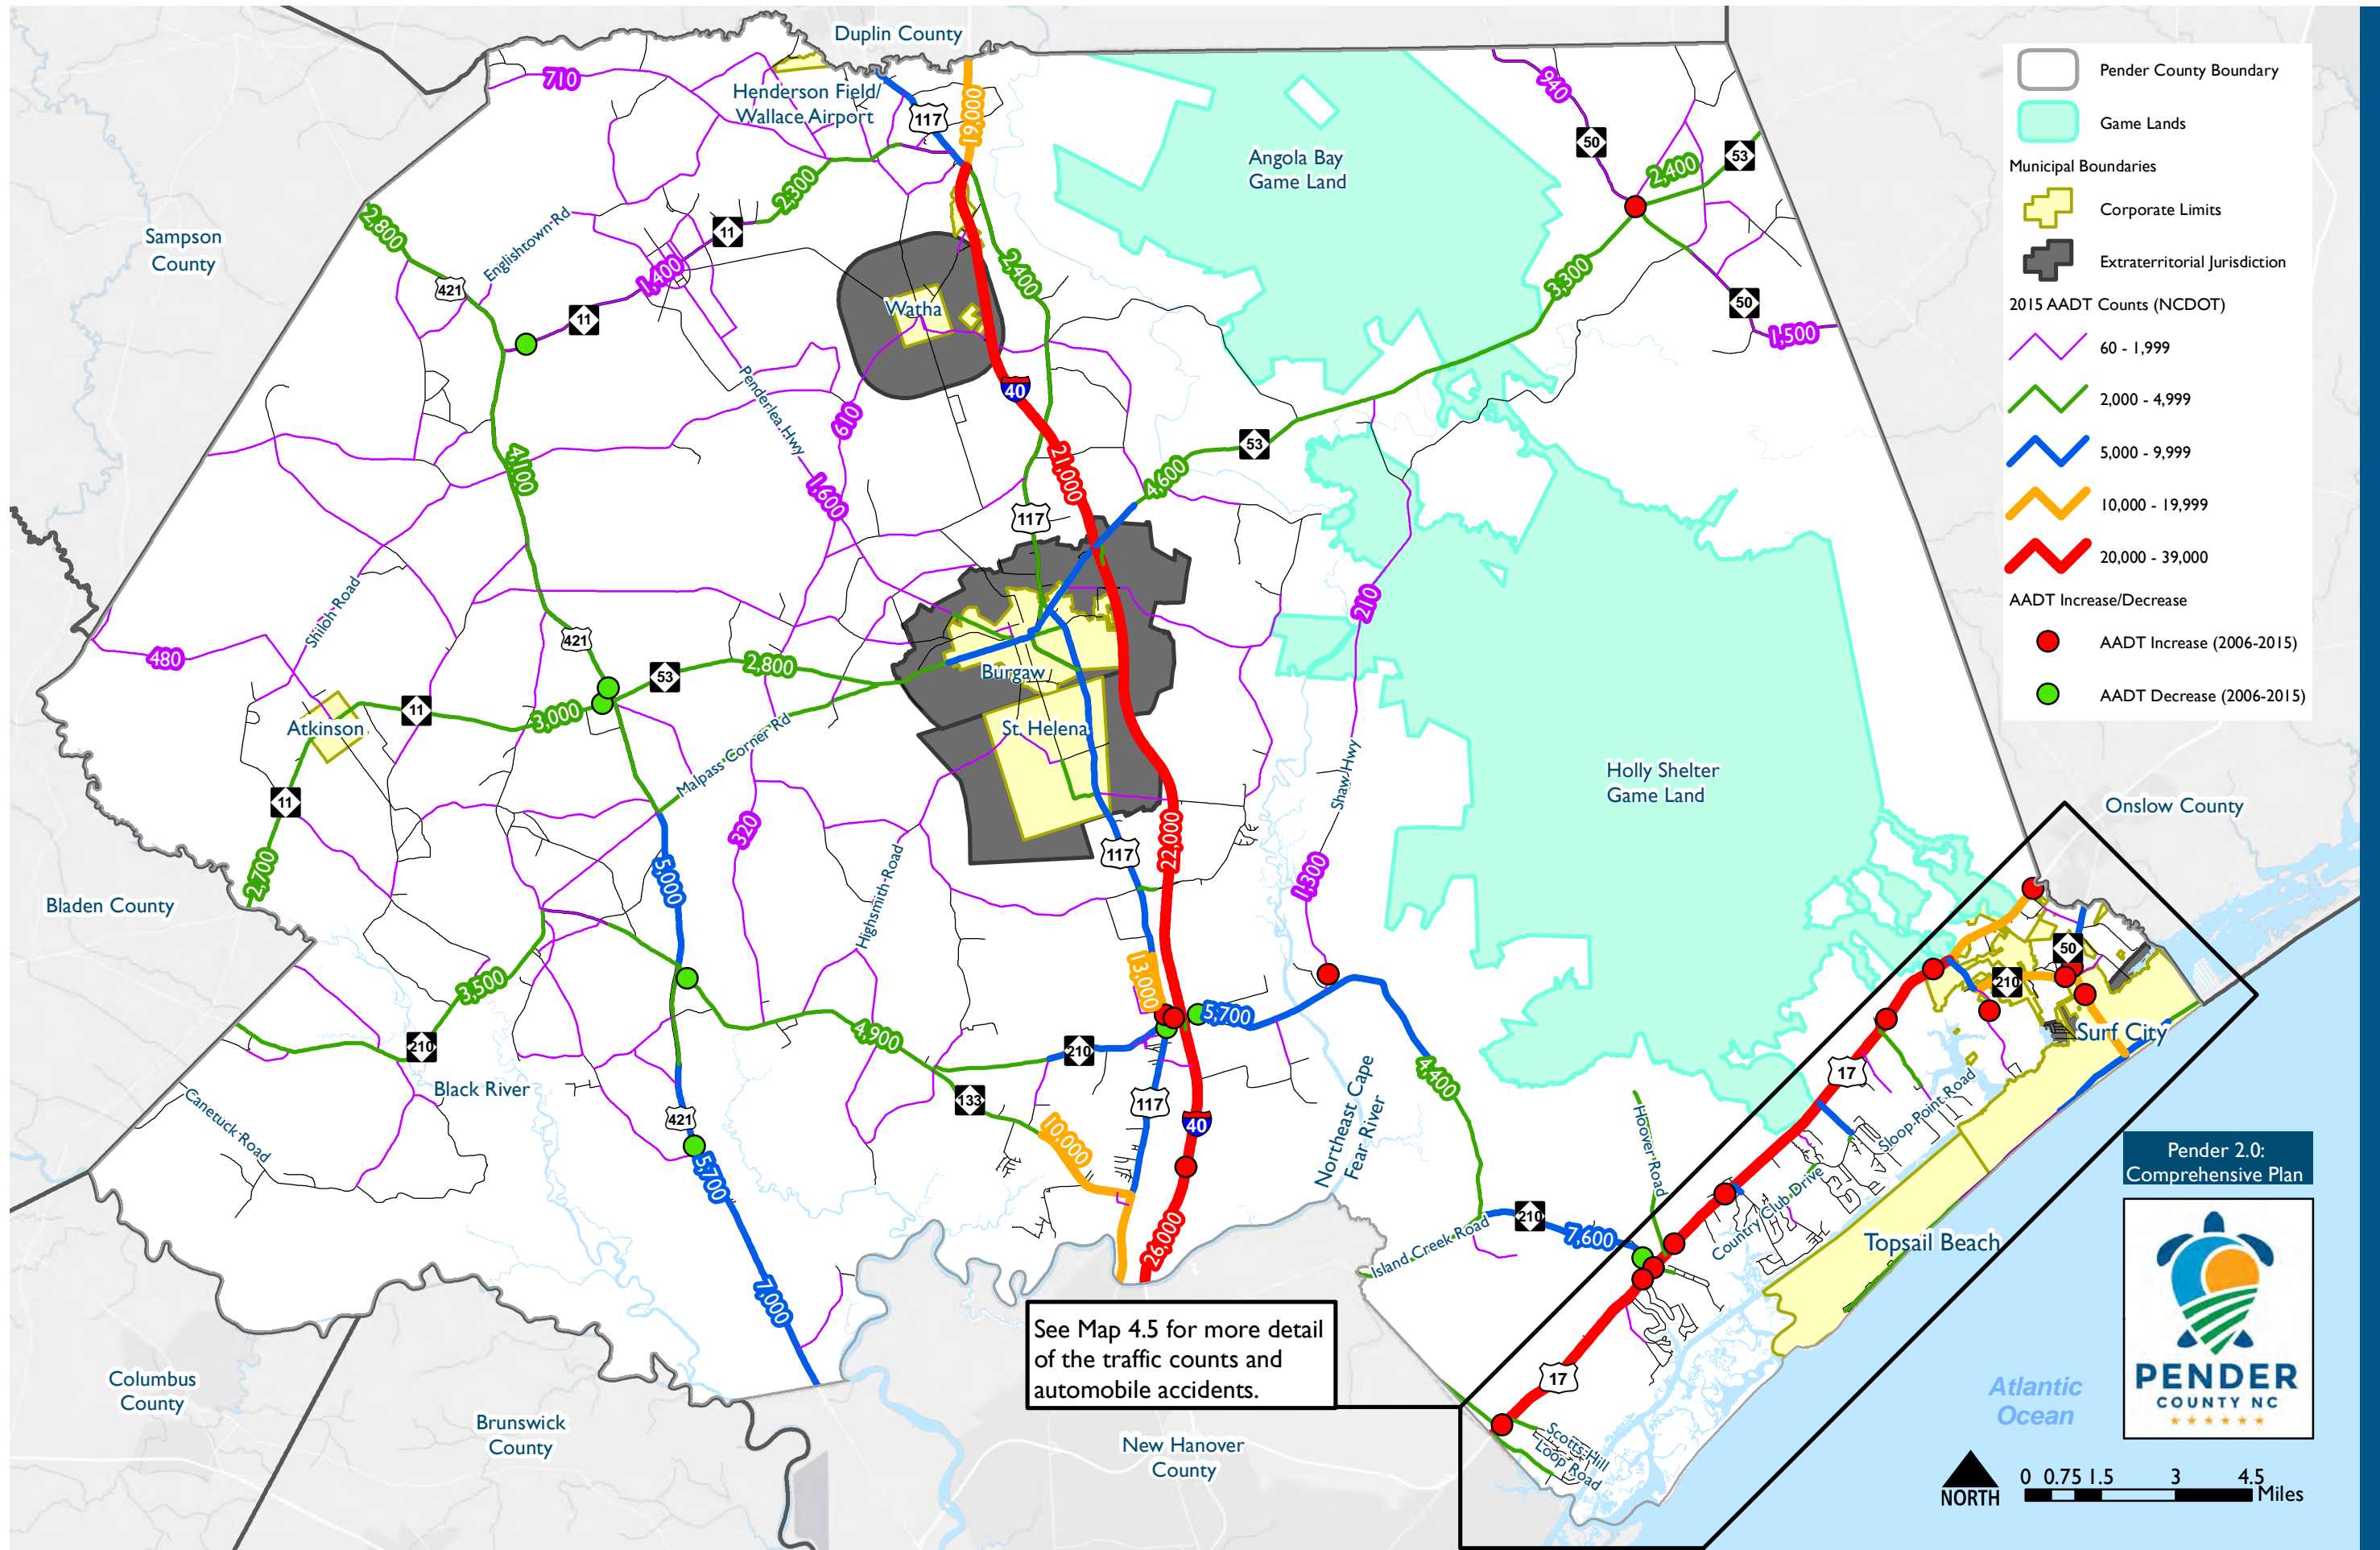 Duplin County
Henderson Field/
Wallace Airport
117
19,000
710
2,300
11
Englishtown Rd
2,800
421
Sampson
County
1,400
11
Watha
2,400
40
Angola Bay
Game Land
940
50
2,400
53
3,300
50
1,500
Penderlea Hwy
610
1,600
4,100
21,000
117
4,600
53
Shiloh Road
480
421
53
2,800
Burgaw
210
Atkinson
11
3,000
St. Helena
Malpass Corner Rd
Shaw Hwy
Holly Shelter
Game Land
11
2,700
5,000
320
Highsmith Road
117
22,000
1,300
Bladen County
Onslow County
3,500
210
13,000
5,700
4,900
210
133
10,000
117
40
4,400
Northeast Cape
Fear River
Black River
Canetuck Road
421
5,700
7,000
26,000
50
210
Surf City
17
Sloop Point Road
Hoover Road
Country Club Drive
Topsail Beach
Island Creek Road
210
7,600
17
Scotts Hill
Loop Road
See Map 4.5 for more detail
of the traffic counts and
automobile accidents.
Columbus
County
Brunswick
County
New Hanover
County
Atlantic
Ocean
Pender County Boundary
Game Lands
Municipal Boundaries
Corporate Limits
Extraterritorial Jurisdiction
2015 AADT Counts (NCDOT)
60 - 1,999
2,000 - 4,999
5,000 - 9,999
10,000 - 19,999
20,000 - 39,000
AADT Increase/Decrease
AADT Increase (2006-2015)
AADT Decrease (2006-2015)
Pender 2.0:
Comprehensive Plan
PENDER
COUNTY NC
NORTH
0 0.75 1.5 3 4.5
Miles